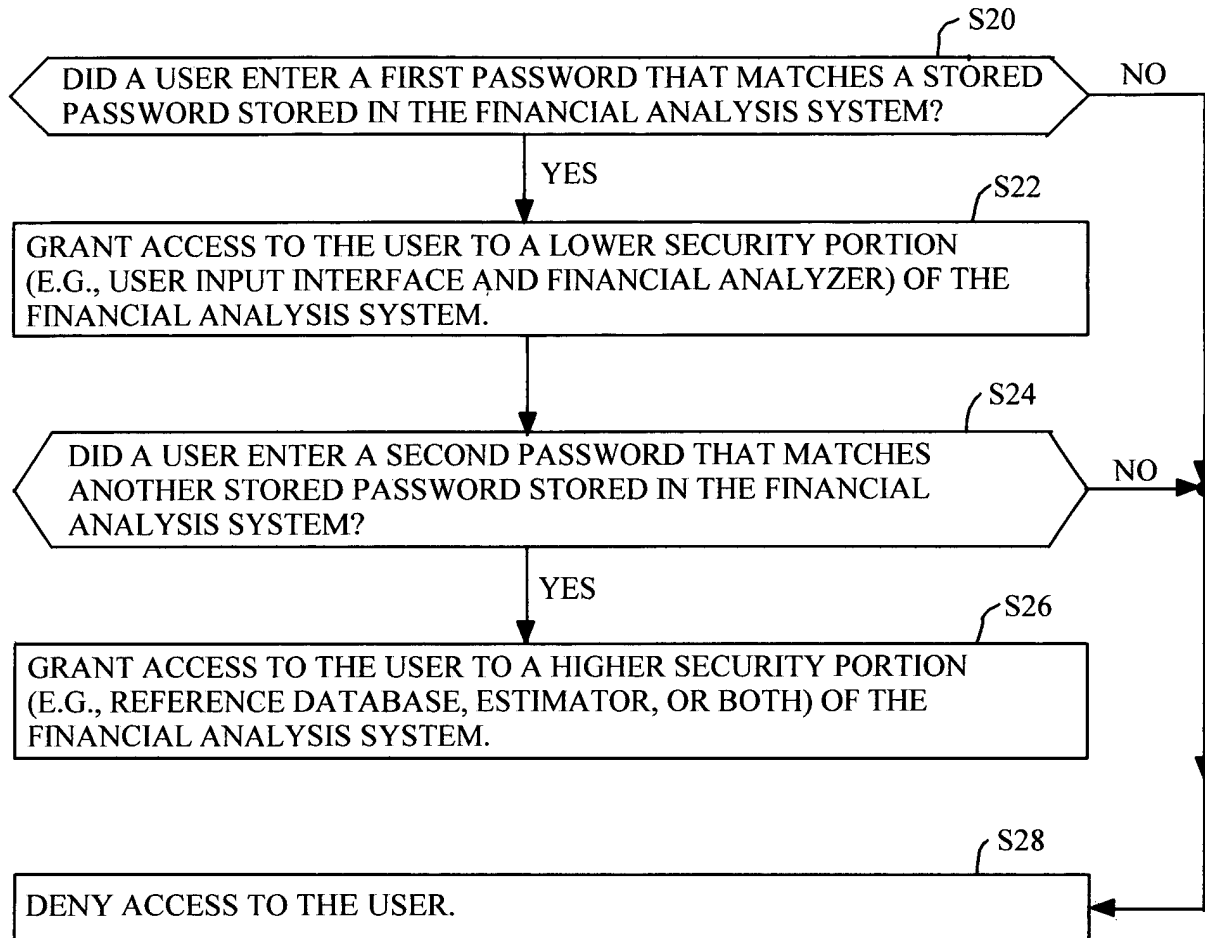 S20
DID A USER ENTER A FIRST PASSWORD THAT MATCHES A STORED
PASSWORD STORED IN THE FINANCIAL ANALYSIS SYSTEM?
NO
YES
S22
GRANT ACCESS TO THE USER TO A LOWER SECURITY PORTION
(E.G., USER INPUT INTERFACE AND FINANCIAL ANALYZER) OF THE
FINANCIAL ANALYSIS SYSTEM.
S24
DID A USER ENTER A SECOND PASSWORD THAT MATCHES
ANOTHER STORED PASSWORD STORED IN THE FINANCIAL
ANALYSIS SYSTEM?
NO
YES
S26
GRANT ACCESS TO THE USER TO A HIGHER SECURITY PORTION
(E.G., REFERENCE DATABASE, ESTIMATOR, OR BOTH) OF THE
FINANCIAL ANALYSIS SYSTEM.
S28
DENY ACCESS TO THE USER.